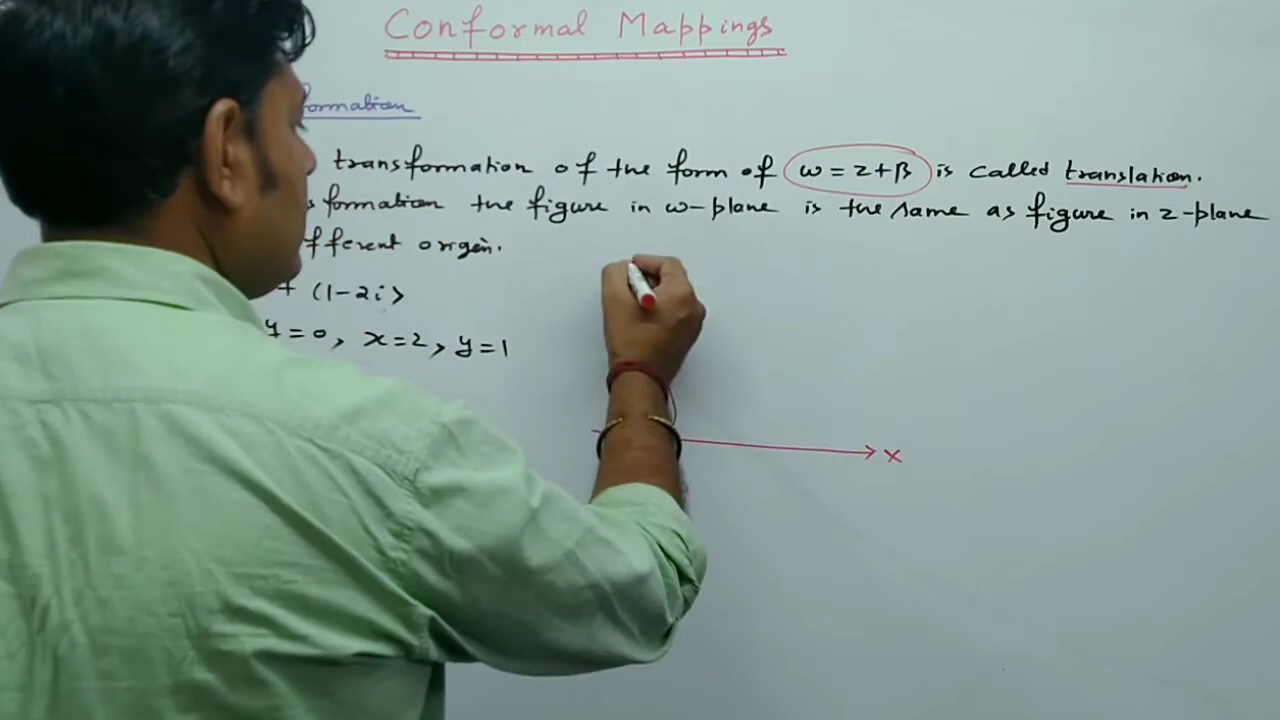 Conformal Mappings
formation
transformation of the form of w = z + β is called translation.
formation the figure in w-plane is the same as figure in z-plane
fferent origin.
+ (1-2i)
y = 0, x = 2, y = 1
x